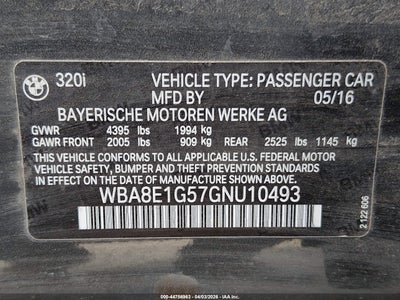 320i VEHICLE TYPE: PASSENGER CAR
MFD BY 05/16
BAYERISCHE MOTOREN WERKE AG
GVWR 4395 lbs 1994 kg
GAWR FRONT 2005 lbs 909 kg REAR 2525 lbs 1145 kg
THIS VEHICLE CONFORMS TO ALL APPLICABLE U.S. FEDERAL MOTOR
VEHICLE SAFETY, BUMPER, AND THEFT PREVENTION STANDARDS
IN EFFECT ON THE DATE OF MANUFACTURE SHOWN ABOVE.
WBA8E1G57GNU10493
2 122 606
000-44758963 - 04/03/2026 -